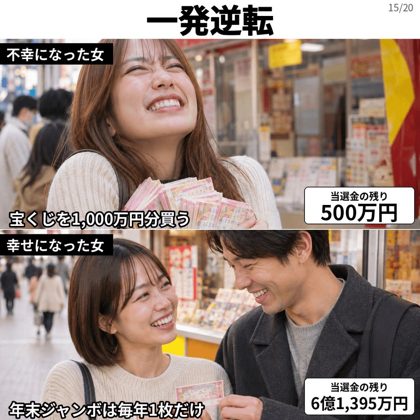 15/20
一発逆転
不幸になった女
宝くじを1,000万円分買う
当選金の残り
500万円
幸せになった女
年末ジャンボは毎年1枚だけ
当選金の残り
6億1,395万円